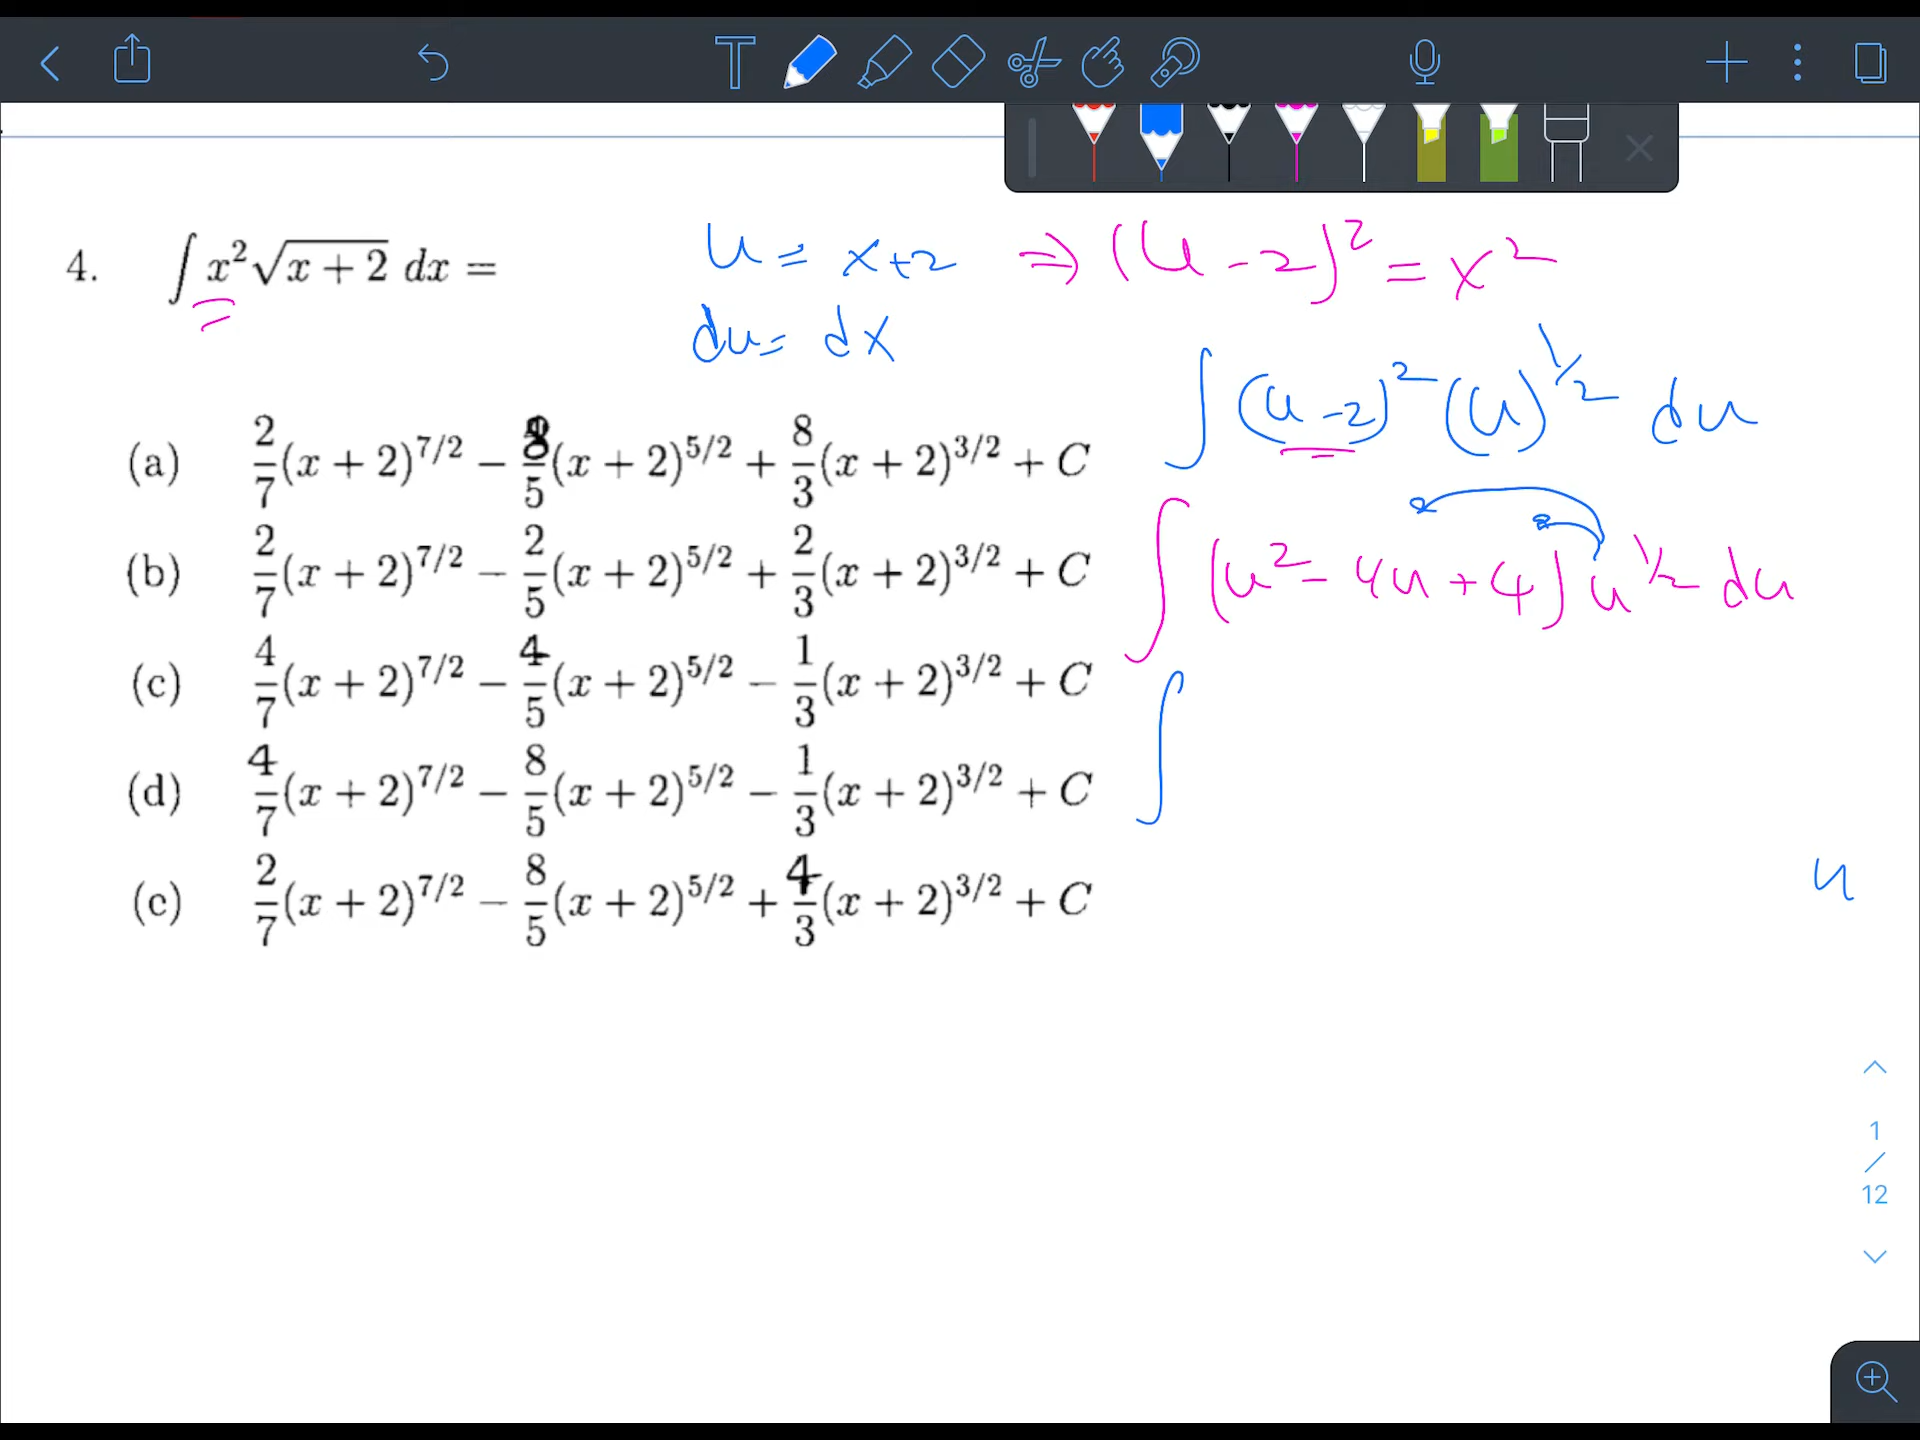 4. ∫ x²√(x + 2) dx =
u = x+2 ⇒ (u - 2)² = x²
du = dx
∫ (u-2)² (u)^1/2 du
∫ (u² - 4u + 4) u^1/2 du
∫
u
(a) 2/7(x + 2)^7/2 − 8/5(x + 2)^5/2 + 8/3(x + 2)^3/2 + C
(b) 2/7(x + 2)^7/2 − 2/5(x + 2)^5/2 + 2/3(x + 2)^3/2 + C
(c) 4/7(x + 2)^7/2 − 4/5(x + 2)^5/2 − 1/3(x + 2)^3/2 + C
(d) 4/7(x + 2)^7/2 − 8/5(x + 2)^5/2 − 1/3(x + 2)^3/2 + C
(e) 2/7(x + 2)^7/2 − 8/5(x + 2)^5/2 + 4/3(x + 2)^3/2 + C
1
/
12